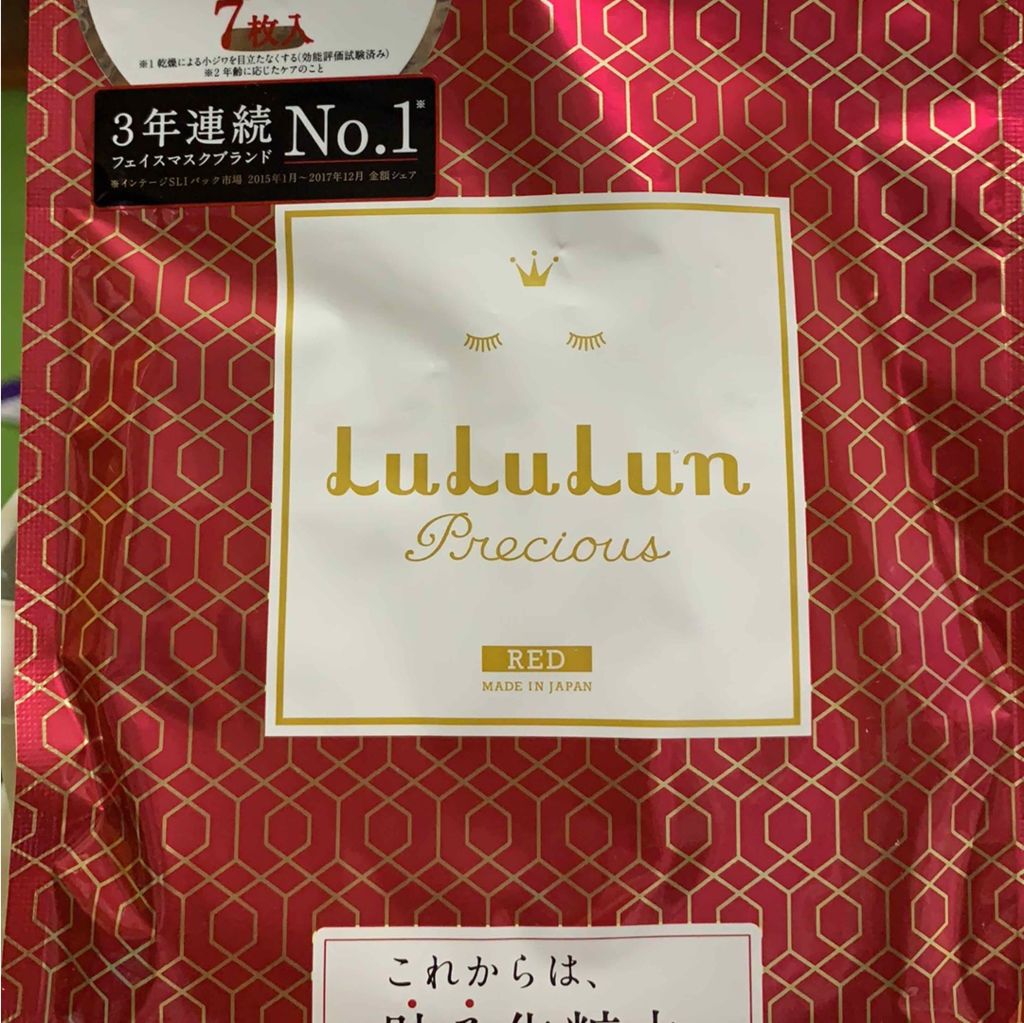 7枚入
※1 乾燥による小ジワを目立たなくする(効能評価試験済み)
※2 年齢に応じたケアのこと
3年連続
フェイスマスクブランド
No.1※
※インテージSLI パック市場 2015年1月～2017年12月 金額シェア
LuLuLun
Precious
RED
MADE IN JAPAN
これからは、